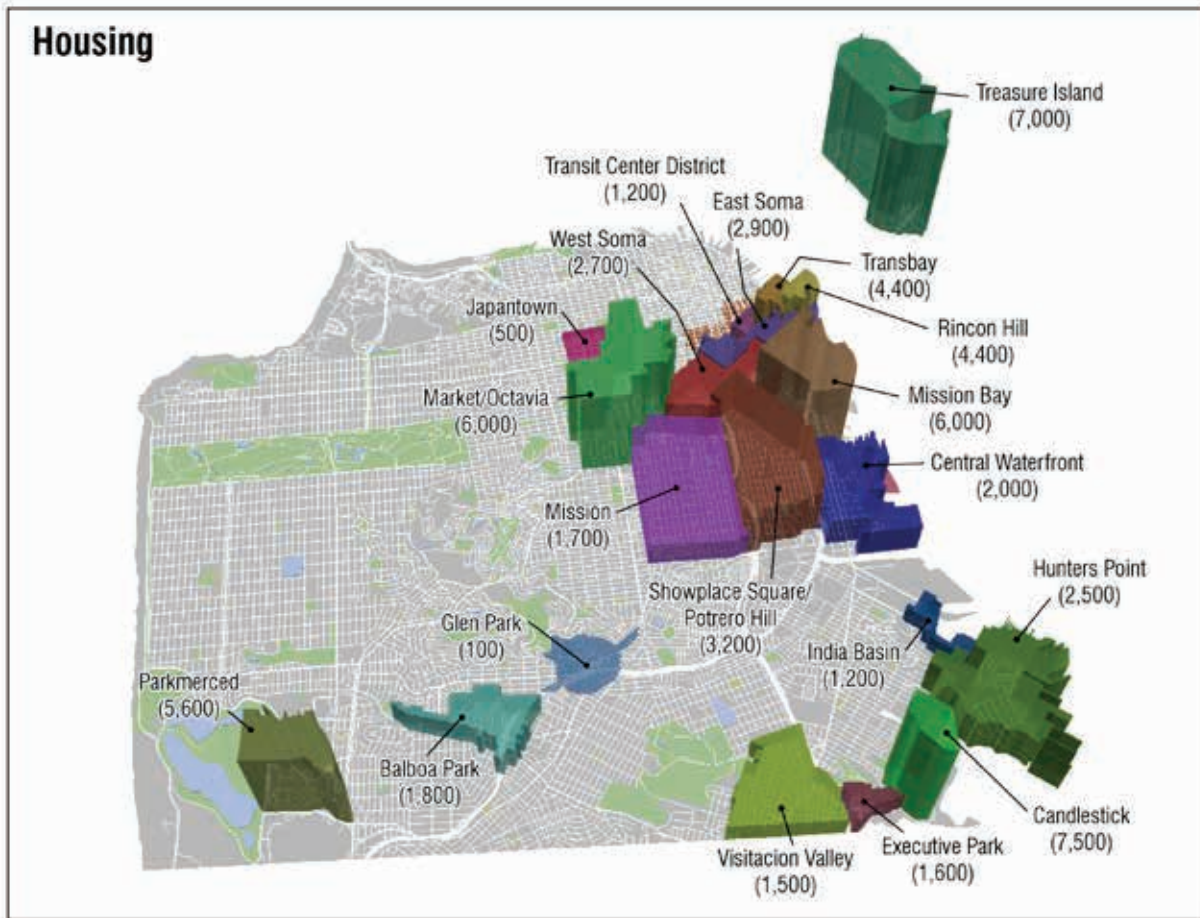 Housing
Treasure Island
(7,000)
Transit Center District
(1,200)
East Soma
(2,900)
West Soma
(2,700)
Transbay
(4,400)
Japantown
(500)
Rincon Hill
(4,400)
Market/Octavia
(6,000)
Mission Bay
(6,000)
Central Waterfront
(2,000)
Mission
(1,700)
Hunters Point
(2,500)
Showplace Square/
Potrero Hill
(3,200)
Glen Park
(100)
India Basin
(1,200)
Parkmerced
(5,600)
Balboa Park
(1,800)
Candlestick
(7,500)
Executive Park
(1,600)
Visitacion Valley
(1,500)